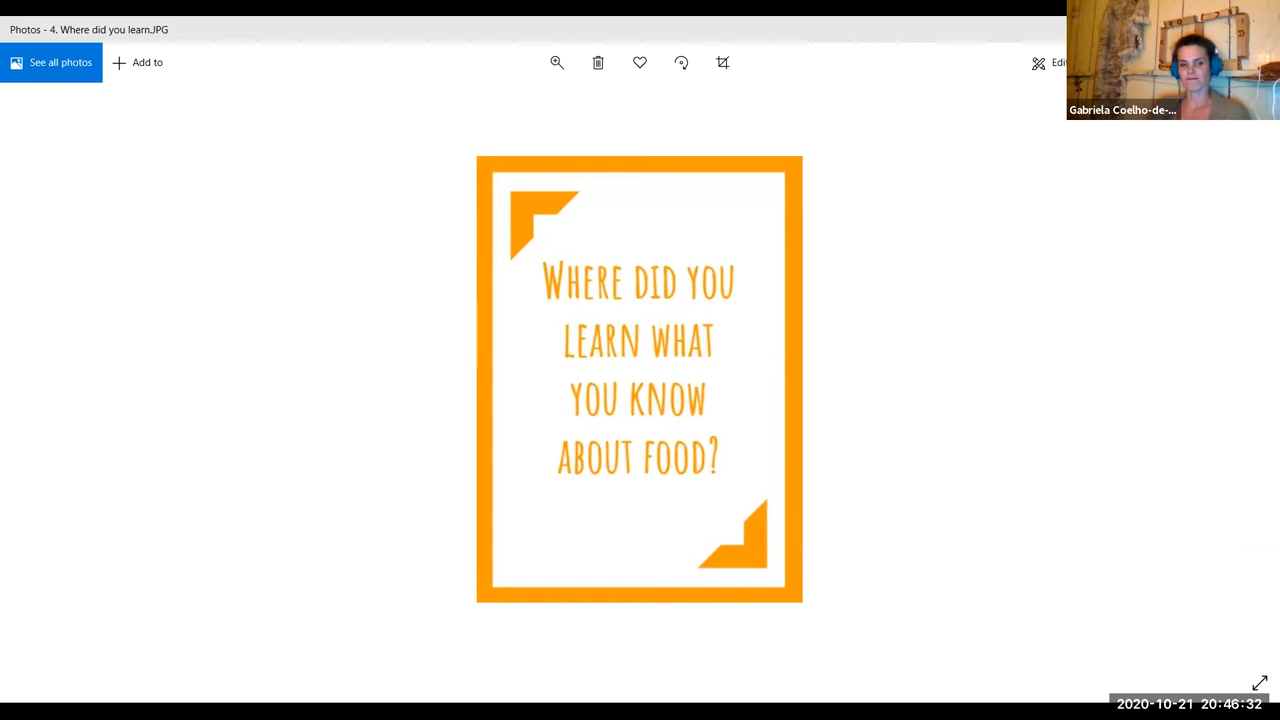 Photos - 4. Where did you learn.JPG
See all photos
Add to
Gabriela Coelho-de-...
WHERE DID YOU
LEARN WHAT
YOU KNOW
ABOUT FOOD?
2020-10-21 20:46:32